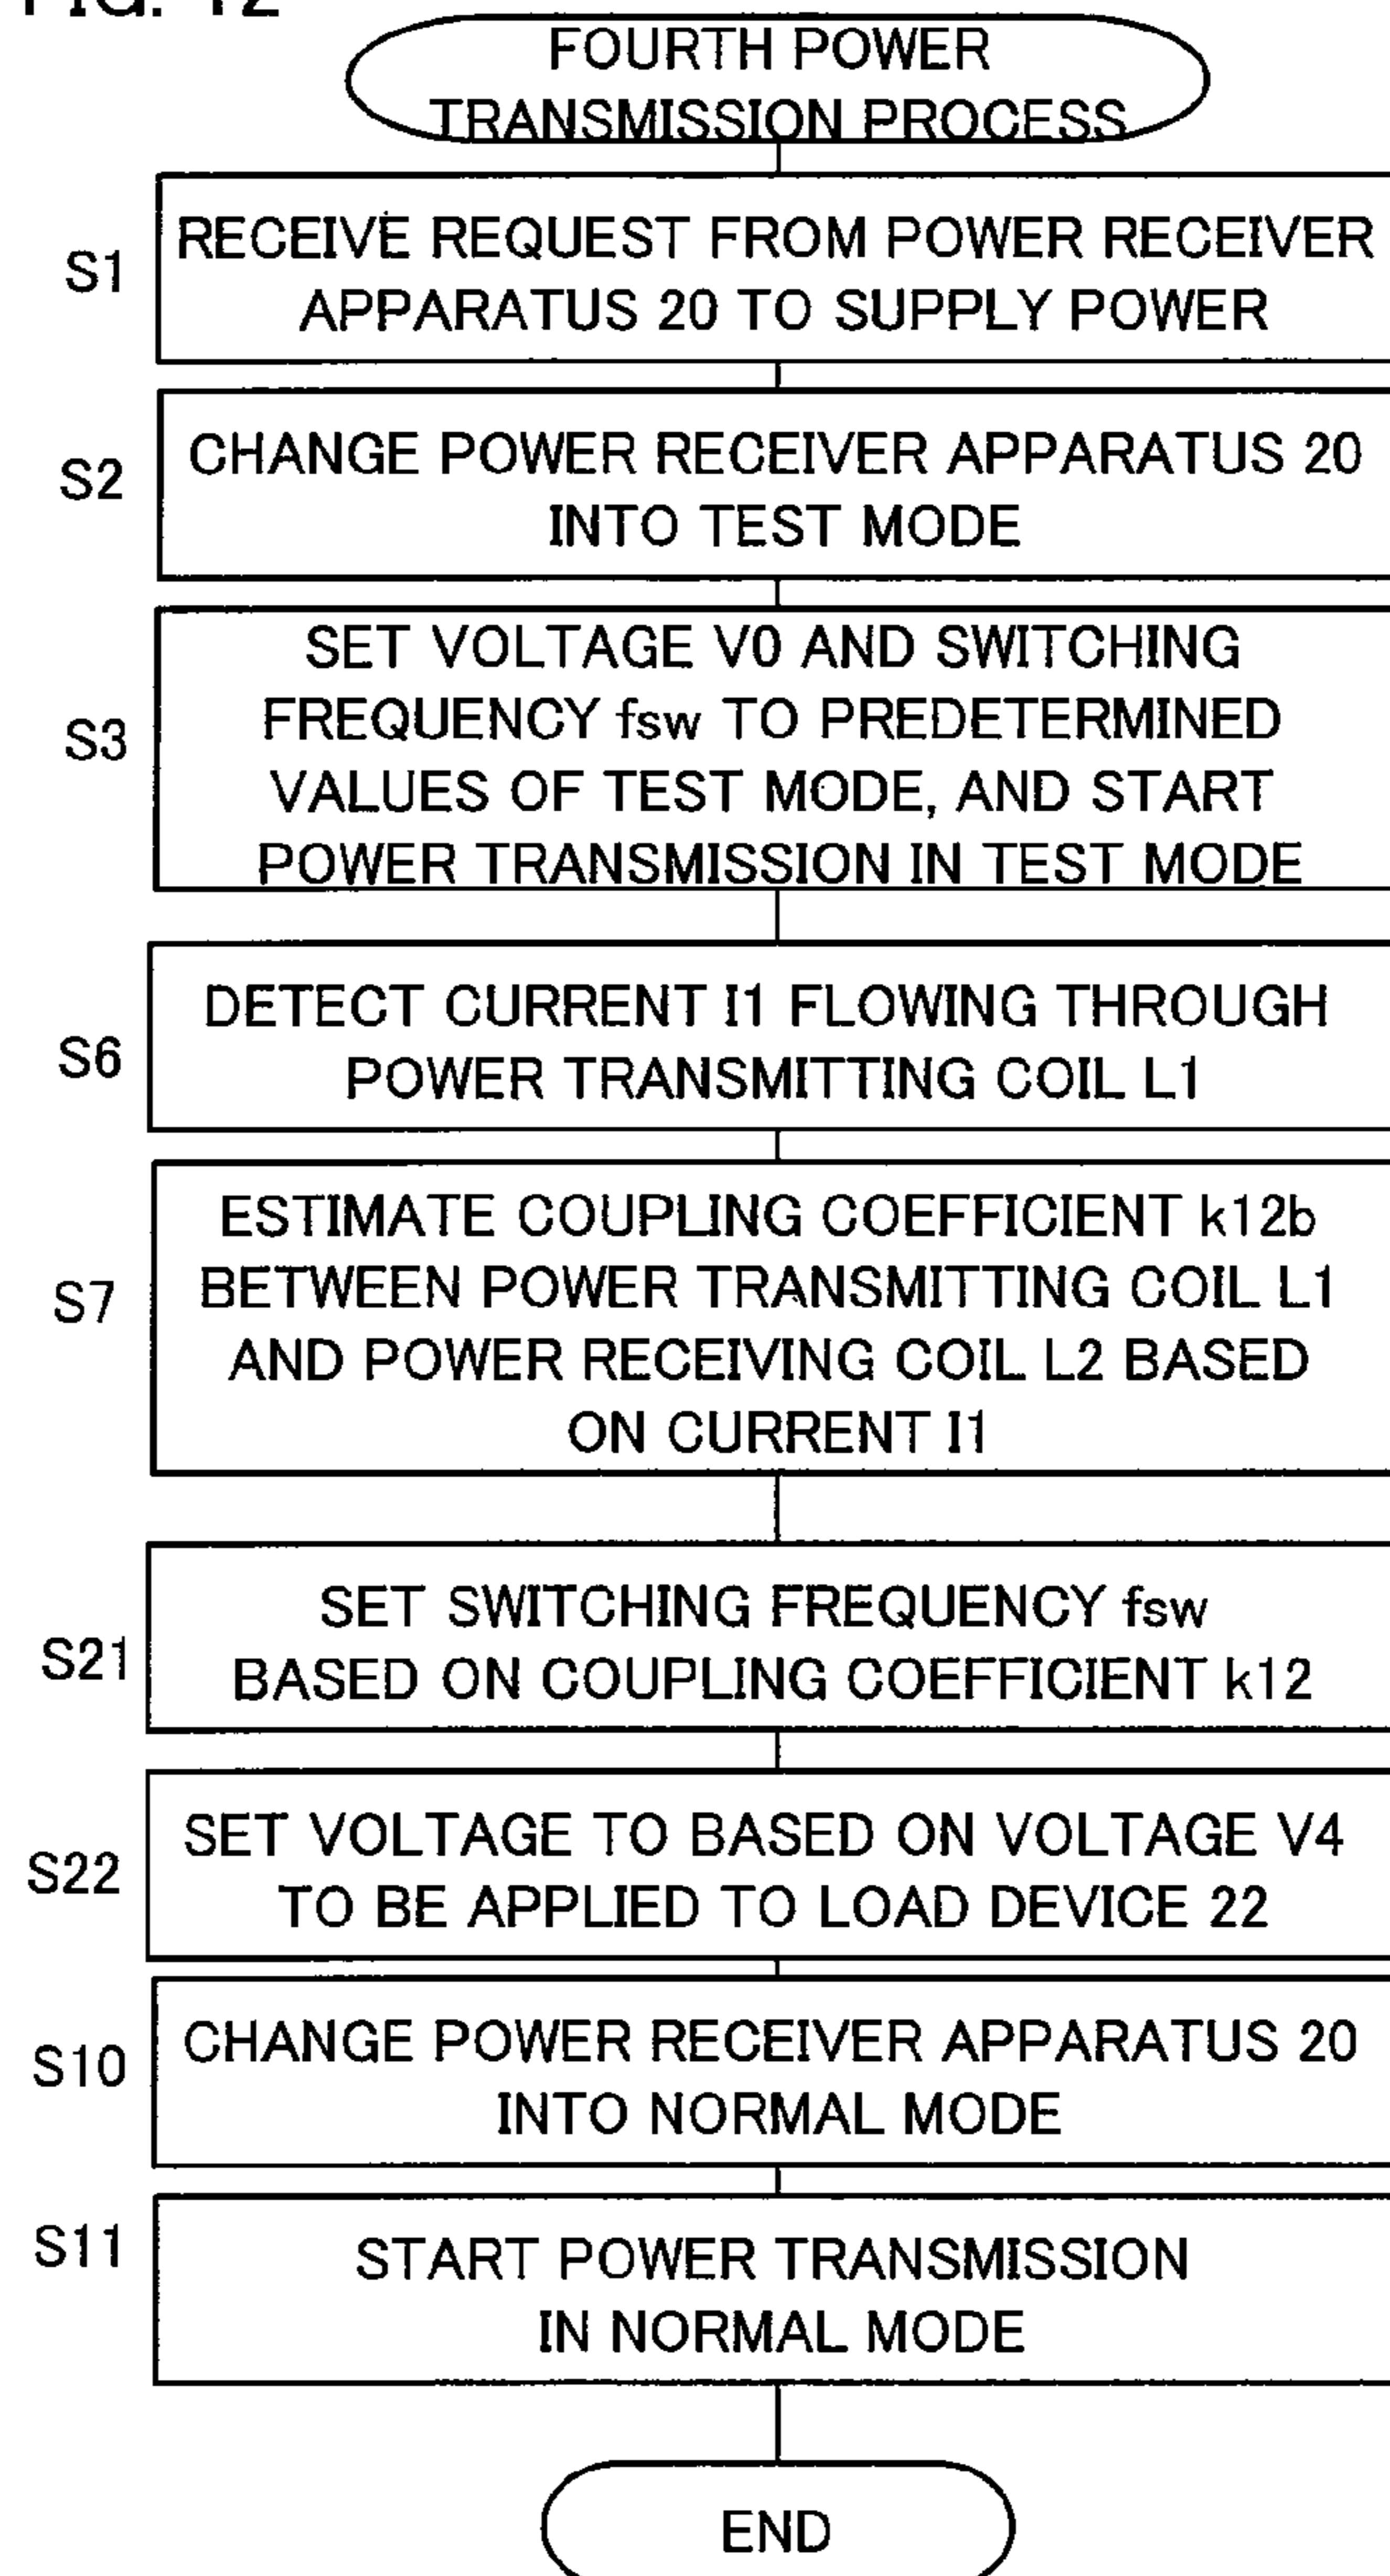 FIG. 12
FOURTH POWER
TRANSMISSION PROCESS
S1
RECEIVE REQUEST FROM POWER RECEIVER
APPARATUS 20 TO SUPPLY POWER
S2
CHANGE POWER RECEIVER APPARATUS 20
INTO TEST MODE
S3
SET VOLTAGE V0 AND SWITCHING
FREQUENCY fsw TO PREDETERMINED
VALUES OF TEST MODE, AND START
POWER TRANSMISSION IN TEST MODE
S6
DETECT CURRENT I1 FLOWING THROUGH
POWER TRANSMITTING COIL L1
S7
ESTIMATE COUPLING COEFFICIENT k12b
BETWEEN POWER TRANSMITTING COIL L1
AND POWER RECEIVING COIL L2 BASED
ON CURRENT I1
S21
SET SWITCHING FREQUENCY fsw
BASED ON COUPLING COEFFICIENT k12
S22
SET VOLTAGE TO BASED ON VOLTAGE V4
TO BE APPLIED TO LOAD DEVICE 22
S10
CHANGE POWER RECEIVER APPARATUS 20
INTO NORMAL MODE
S11
START POWER TRANSMISSION
IN NORMAL MODE
END